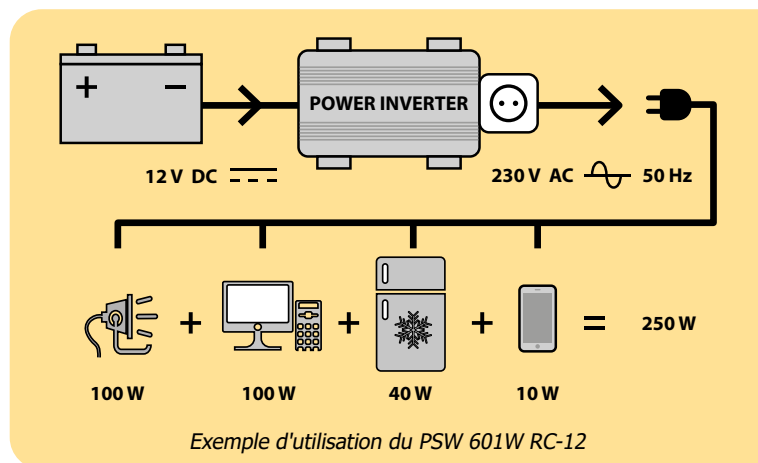 + −
POWER INVERTER
12 V DC
230 V AC 50 Hz
+ + + = 250 W
100 W 100 W 40 W 10 W
Exemple d'utilisation du PSW 601W RC-12